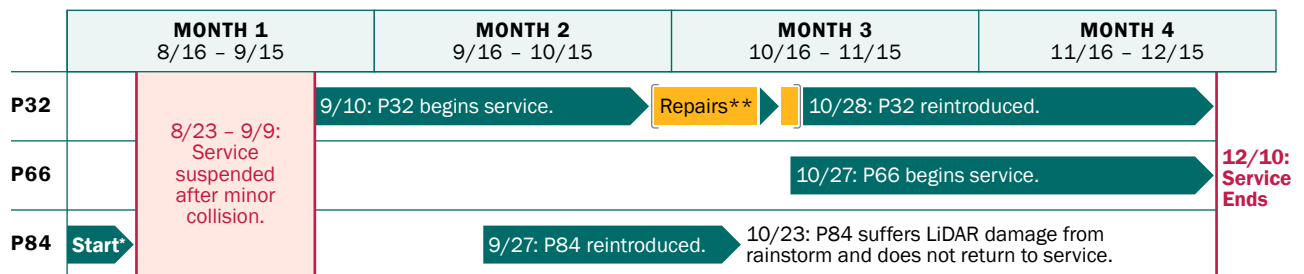 MONTH 1
8/16 – 9/15
MONTH 2
9/16 – 10/15
MONTH 3
10/16 – 11/15
MONTH 4
11/16 – 12/15
P32
9/10: P32 begins service.
Repairs**
10/28: P32 reintroduced.
8/23 – 9/9:
Service
suspended
after minor
collision.
P66
10/27: P66 begins service.
12/10:
Service
Ends
P84
Start*
9/27: P84 reintroduced.
10/23: P84 suffers LiDAR damage from
rainstorm and does not return to service.